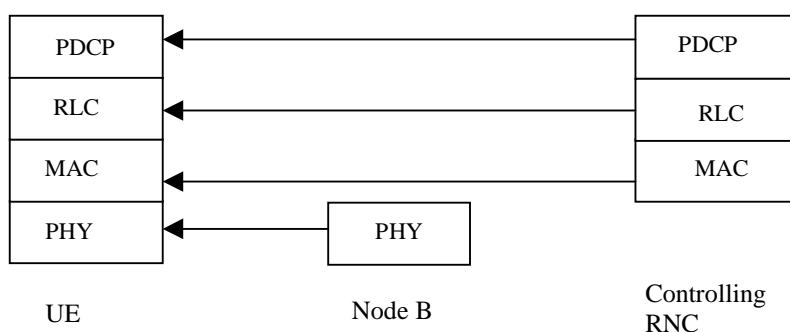 PDCP
PDCP
RLC
RLC
MAC
MAC
PHY
PHY
UE
Node B
Controlling
RNC